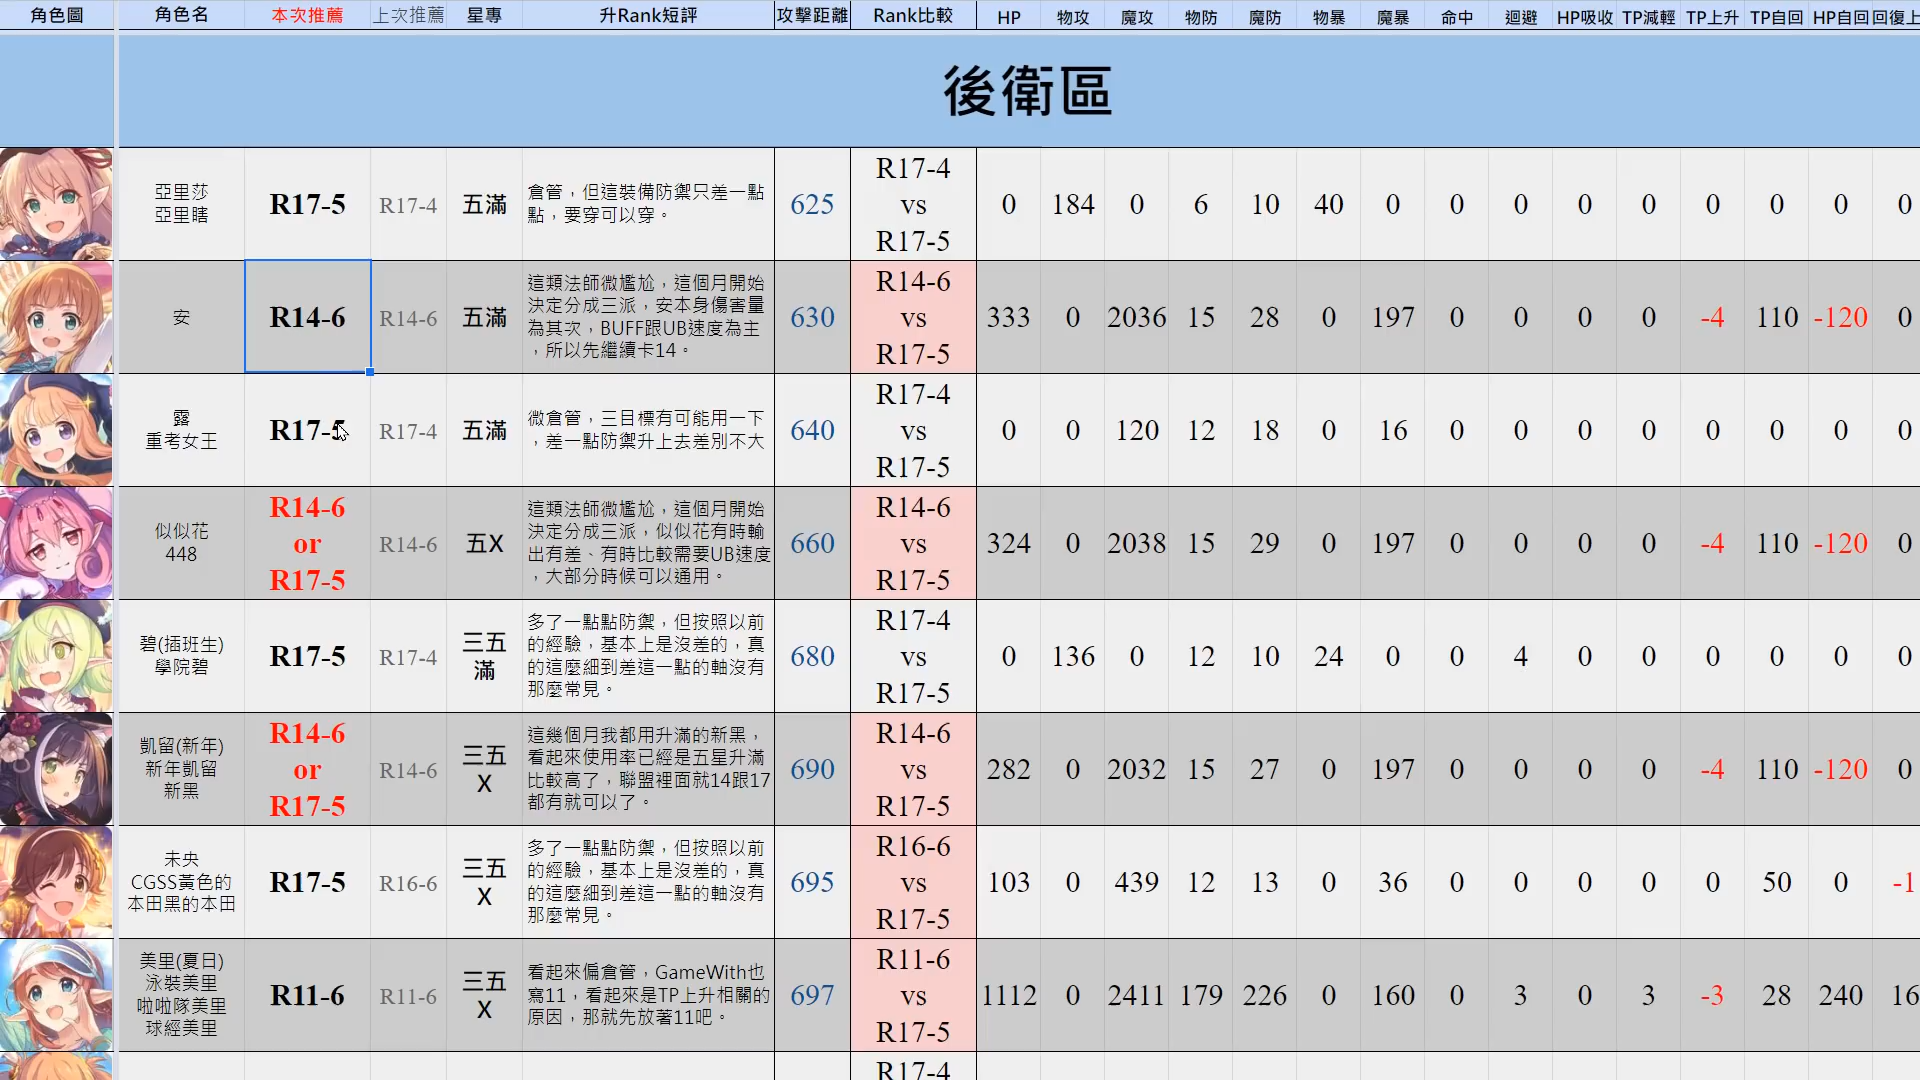 角色圖 角色名 本次推薦 上次推薦 星專 升Rank短評 攻擊距離 Rank比較 HP 物攻 魔攻 物防 魔防 物暴 魔暴 命中 迴避 HP吸收 TP減輕 TP上升 TP自回 HP自回 回復上
後衛區
亞里莎
亞里瞎
R17-5
R17-4
五滿
倉管，但這裝備防禦只差一點
點，要穿可以穿。
625
R17-4
vs
R17-5
0 184 0 6 10 40 0 0 0 0 0 0 0 0 0
安
R14-6
R14-6
五滿
這類法師微尷尬，這個月開始
決定分成三派，安本身傷害量
為其次，BUFF跟UB速度為主
，所以先繼續卡14。
630
R14-6
vs
R17-5
333 0 2036 15 28 0 197 0 0 0 0 -4 110 -120 0
露
重考女王
R17-5
R17-4
五滿
微倉管，三目標有可能用一下
，差一點防禦升上去差別不大
640
R17-4
vs
R17-5
0 0 120 12 18 0 16 0 0 0 0 0 0 0 0
似似花
448
R14-6
or
R17-5
R14-6
五X
這類法師微尷尬，這個月開始
決定分成三派，似似花有時輸
出有差、有時比較需要UB速度
，大部分時候可以通用。
660
R14-6
vs
R17-5
324 0 2038 15 29 0 197 0 0 0 0 -4 110 -120 0
碧(插班生)
學院碧
R17-5
R17-4
三五
滿
多了一點點防禦，但按照以前
的經驗，基本上是沒差的，真
的這麼細到差這一點的軸沒有
那麼常見。
680
R17-4
vs
R17-5
0 136 0 12 10 24 0 0 4 0 0 0 0 0 0
凱留(新年)
新年凱留
新黑
R14-6
or
R17-5
R14-6
三五
X
這幾個月我都用升滿的新黑，
看起來使用率已經是五星升滿
比較高了，聯盟裡面就14跟17
都有就可以了。
690
R14-6
vs
R17-5
282 0 2032 15 27 0 197 0 0 0 0 -4 110 -120 0
未央
CGSS黃色的
本田黑的本田
R17-5
R16-6
三五
X
多了一點點防禦，但按照以前
的經驗，基本上是沒差的，真
的這麼細到差這一點的軸沒有
那麼常見。
695
R16-6
vs
R17-5
103 0 439 12 13 0 36 0 0 0 0 0 50 0 -1
美里(夏日)
泳裝美里
啦啦隊美里
球經美里
R11-6
R11-6
三五
X
看起來偏倉管，GameWith也
寫11，看起來是TP上升相關的
原因，那就先放著11吧。
697
R11-6
vs
R17-5
1112 0 2411 179 226 0 160 0 3 0 3 -3 28 240 16
R17-4